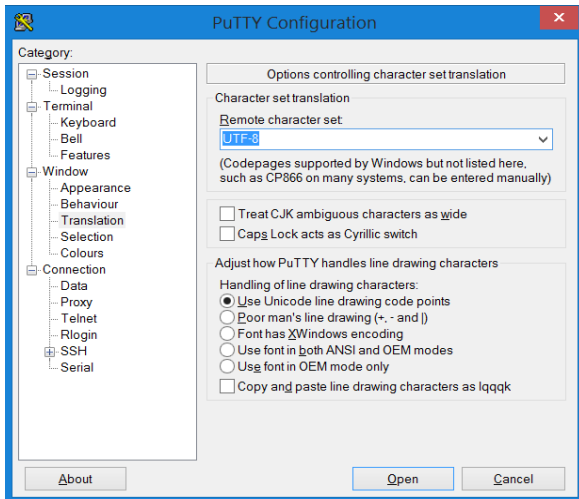 PuTTY Configuration
Category:
Session
Logging
Terminal
Keyboard
Bell
Features
Window
Appearance
Behaviour
Translation
Selection
Colours
Connection
Data
Proxy
Telnet
Rlogin
SSH
Serial
Options controlling character set translation
Character set translation
Remote character set:
UTF-8
(Codepages supported by Windows but not listed here,
such as CP866 on many systems, can be entered manually)
Treat CJK ambiguous characters as wide
Caps Lock acts as Cyrillic switch
Adjust how PuTTY handles line drawing characters
Handling of line drawing characters:
Use Unicode line drawing code points
Poor man's line drawing (+, - and |)
Font has XWindows encoding
Use font in both ANSI and OEM modes
Use font in OEM mode only
Copy and paste line drawing characters as lqqqk
About
Open
Cancel